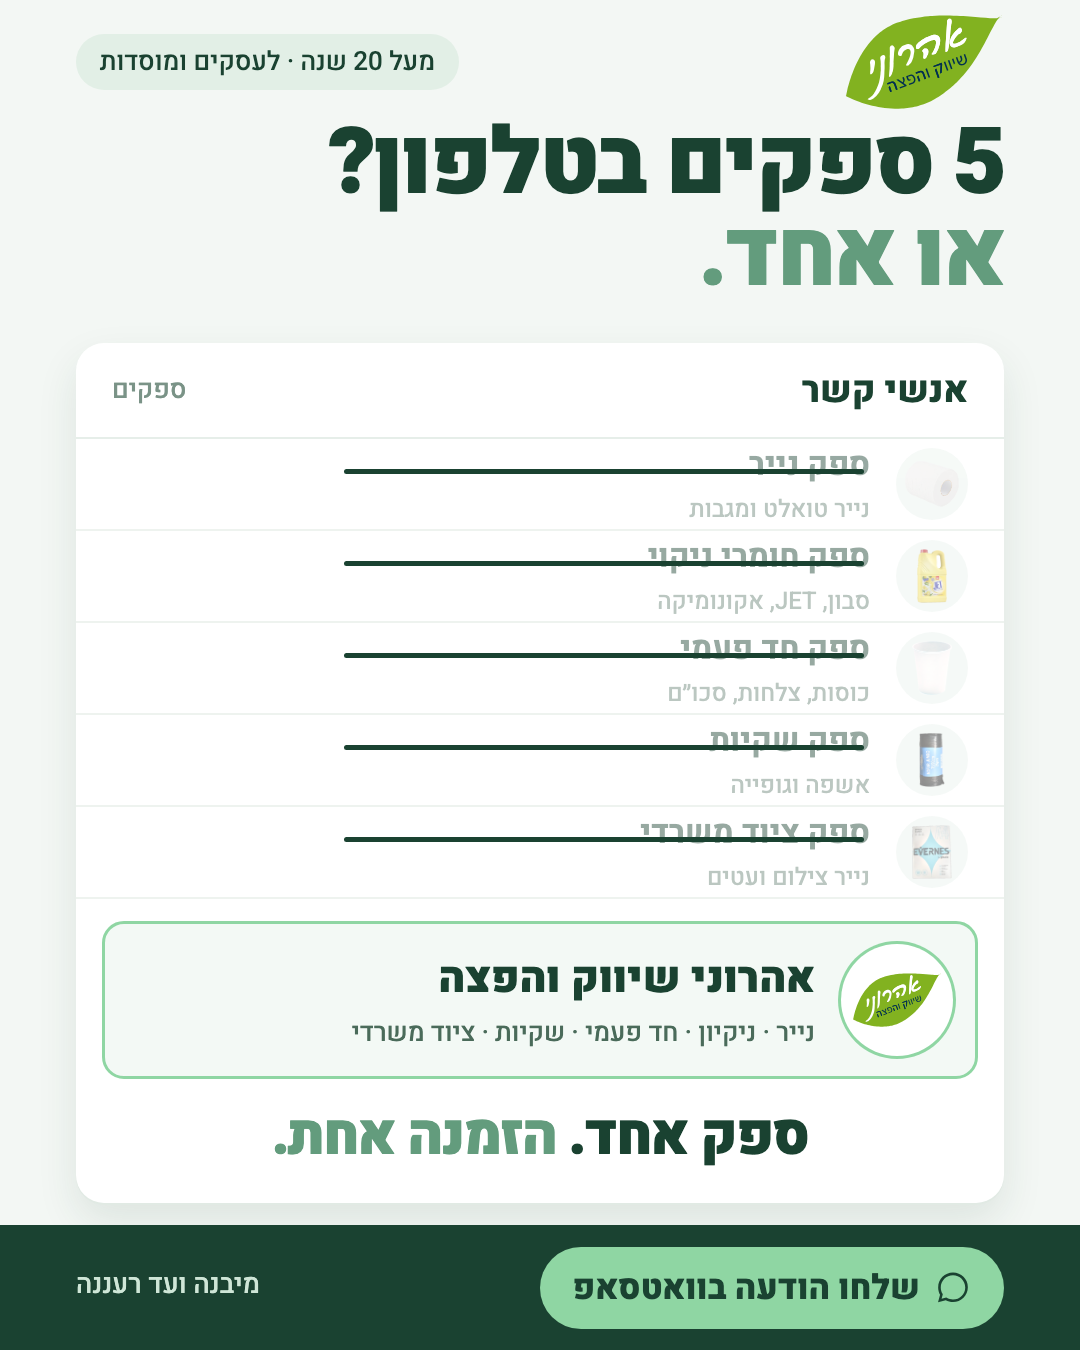 אהרוני
שיווק והפצה
מעל 20 שנה · לעסקים ומוסדות
5 ספקים בטלפון?
או אחד.
אנשי קשר
ספקים
ספק נייר
נייר טואלט ומגבות
ספק חומרי ניקוי
סבון, JET, אקונומיקה
JET
ספק חד פעמי
כוסות, צלחות, סכו״ם
ספק שקיות
אשפה וגופייה
ספק ציוד משרדי
נייר צילום ועטים
EVERNES
אהרוני שיווק והפצה
נייר · ניקיון · חד פעמי · שקיות · ציוד משרדי
אהרוני
שיווק והפצה
ספק אחד. הזמנה אחת.
שלחו הודעה בוואטסאפ
מיבנה ועד רעננה